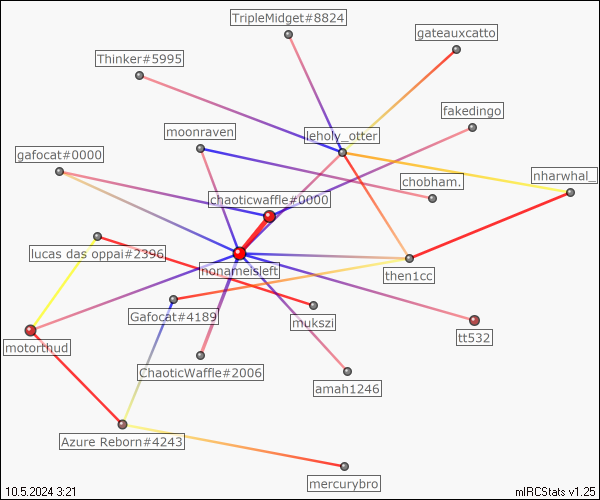 TripleMidget#8824
gateauxcatto
Thinker#5995
fakedingo
moonraven
leholy_otter
gafocat#0000
nharwhal_
chobham.
chaoticwaffle#0000
lucas das oppai#2396
nonameisleft
then1cc
Gafocat#4189
mukszi
tt532
motorthud
ChaoticWaffle#2006
amah1246
Azure Reborn#4243
mercurybro
10.5.2024 3:21
mIRCStats v1.25